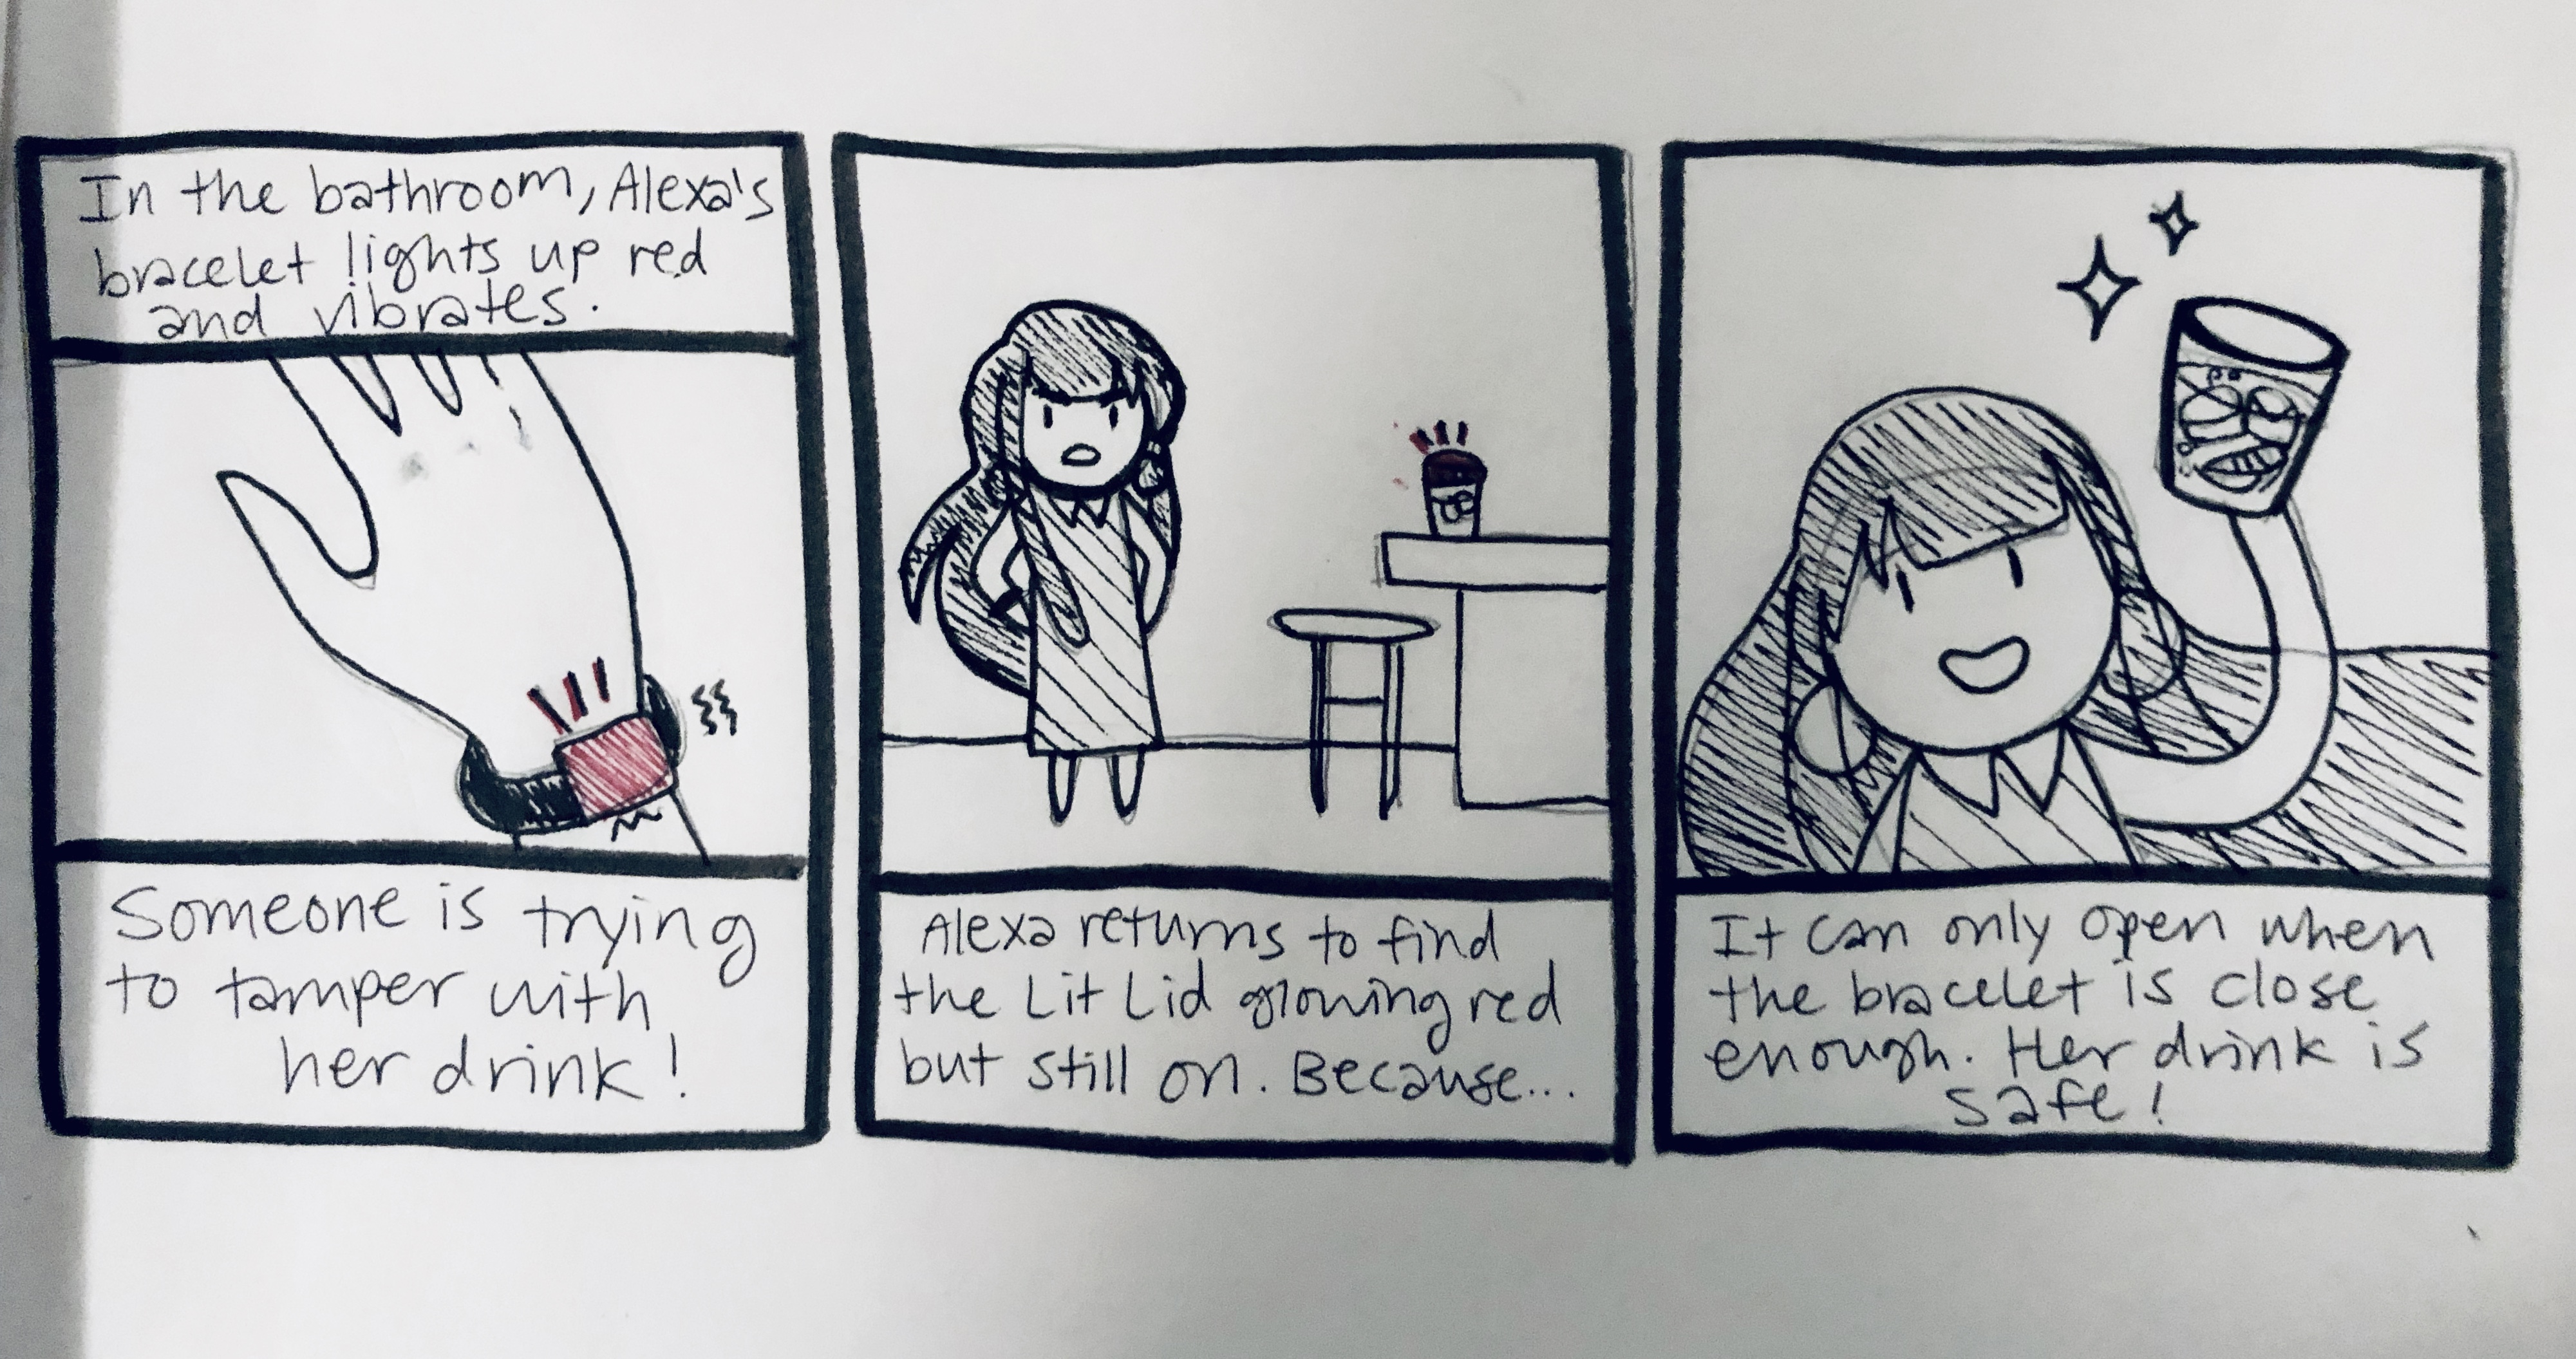 In the bathroom, Alexa's
bracelet lights up red
and vibrates.
Someone is trying
to tamper with
her drink!
Alexa returns to find
the Lit Lid glowing red
but still on. Because...
It can only open when
the bracelet is close
enough. Her drink is
safe!